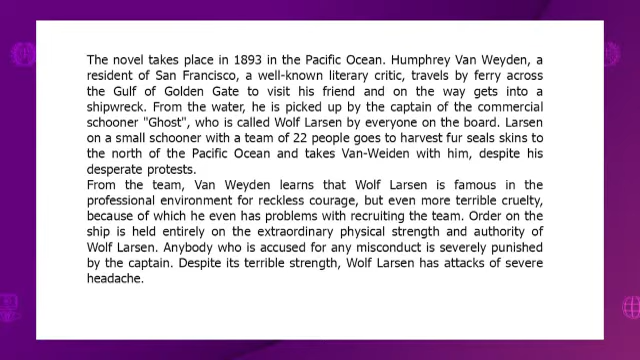 The novel takes place in 1893 in the Pacific Ocean. Humphrey Van Weyden, a
resident of San Francisco, a well-known literary critic, travels by ferry across
the Gulf of Golden Gate to visit his friend and on the way gets into a
shipwreck. From the water, he is picked up by the captain of the commercial
schooner "Ghost", who is called Wolf Larsen by everyone on the board. Larsen
on a small schooner with a team of 22 people goes to harvest fur seals skins to
the north of the Pacific Ocean and takes Van-Weiden with him, despite his
desperate protests.
From the team, Van Weyden learns that Wolf Larsen is famous in the
professional environment for reckless courage, but even more terrible cruelty,
because of which he even has problems with recruiting the team. Order on the
ship is held entirely on the extraordinary physical strength and authority of
Wolf Larsen. Anybody who is accused for any misconduct is severely punished
by the captain. Despite its terrible strength, Wolf Larsen has attacks of severe
headache.